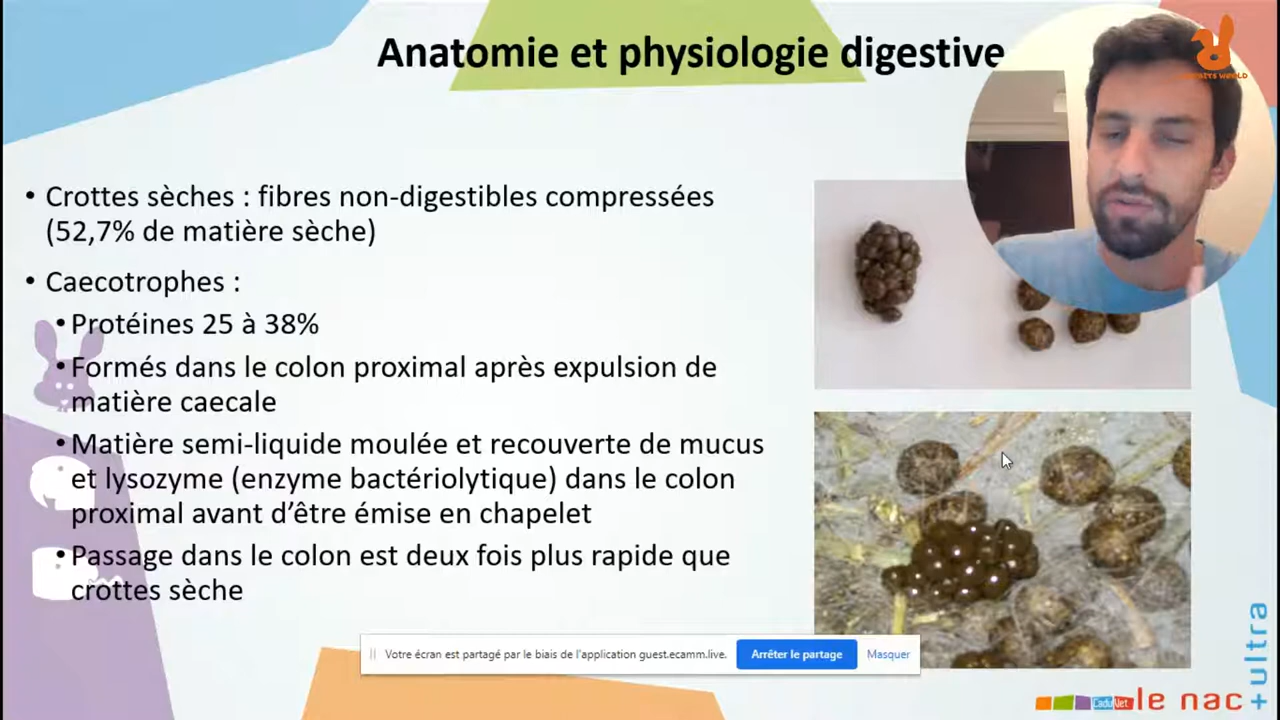 Anatomie et physiologie digestive
• Crottes sèches : fibres non-digestibles compressées
(52,7% de matière sèche)
• Caecotrophes :
• Protéines 25 à 38%
• Formés dans le colon proximal après expulsion de
matière caecale
• Matière semi-liquide moulée et recouverte de mucus
et lysozyme (enzyme bactériolytique) dans le colon
proximal avant d’être émise en chapelet
• Passage dans le colon est deux fois plus rapide que
crottes sèche
Votre écran est partagé par le biais de l'application guest.ecamm.live.
Arrêter le partage
Masquer
le nac
+ultra